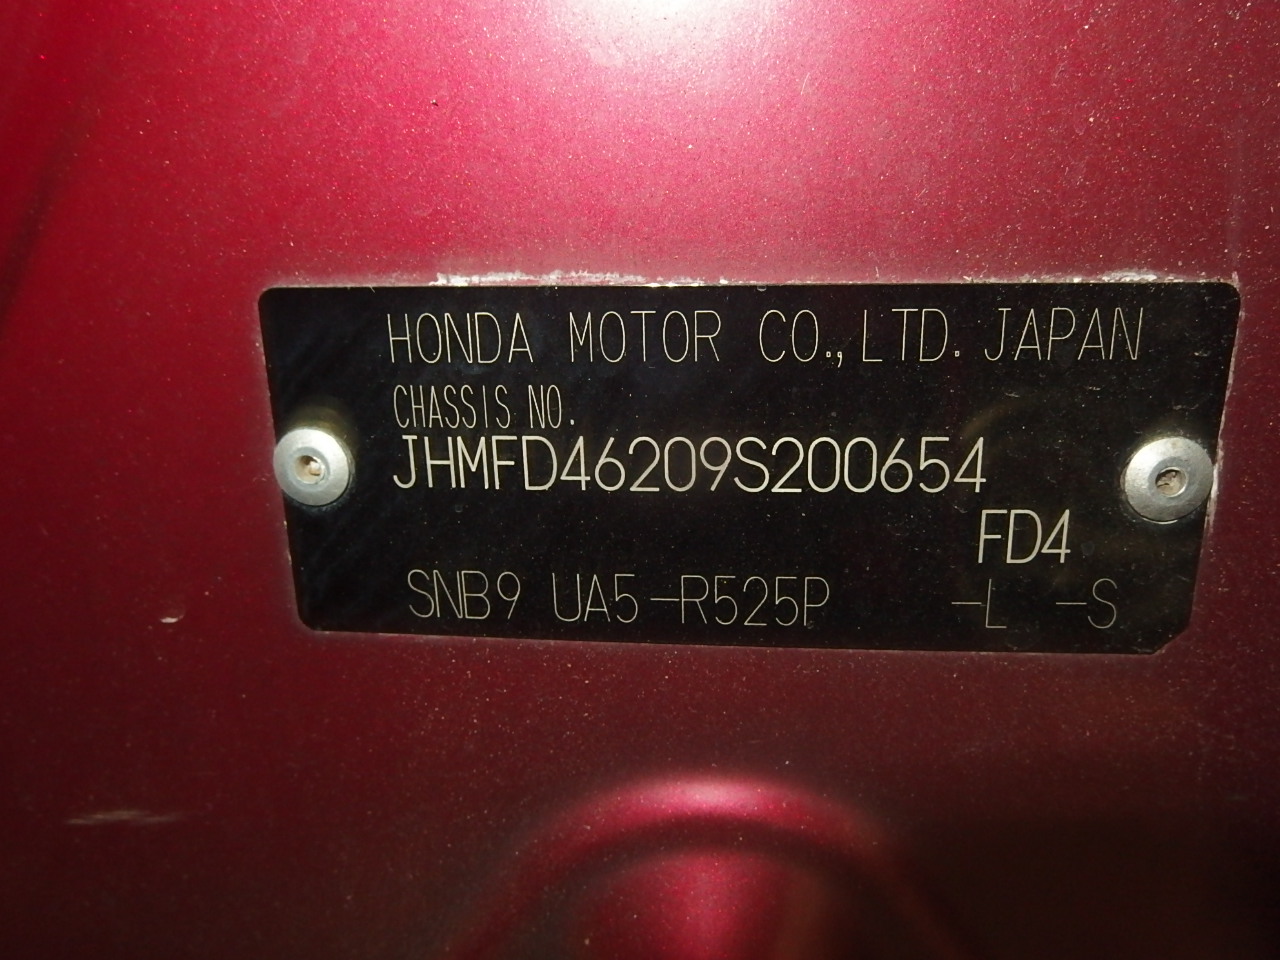 HONDA MOTOR CO., LTD. JAPAN
CHASSIS NO.
JHMFD46209S200654
FD4
SNB9 UA5-R525P -L -S